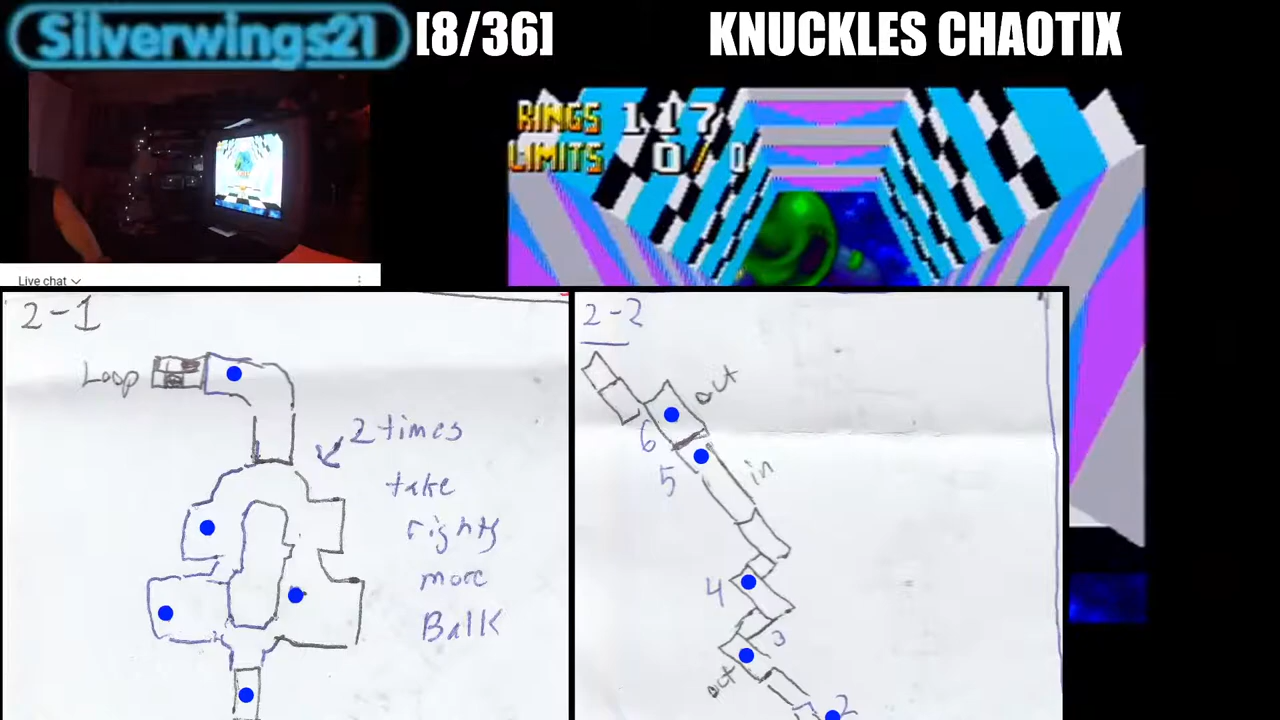 Silverwings21 [8/36] KNUCKLES CHAOTIX
RINGS 117
LIMITS 0/0
Live chat
2-1
Loop
2 times
take
rights
more
Balk
2-2
out
6
5
in
4
3
out
2